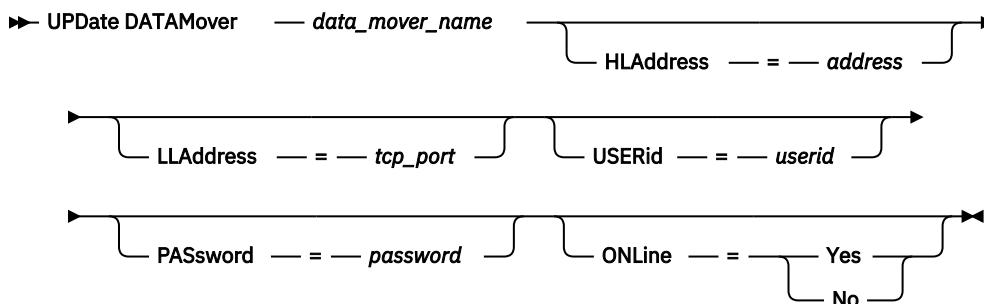 UPDate DATAMover — data_mover_name
HLAddress — = — address
LLAddress — = — tcp_port
USERid — = — userid
PASsword — = — password
ONLine — = Yes
No